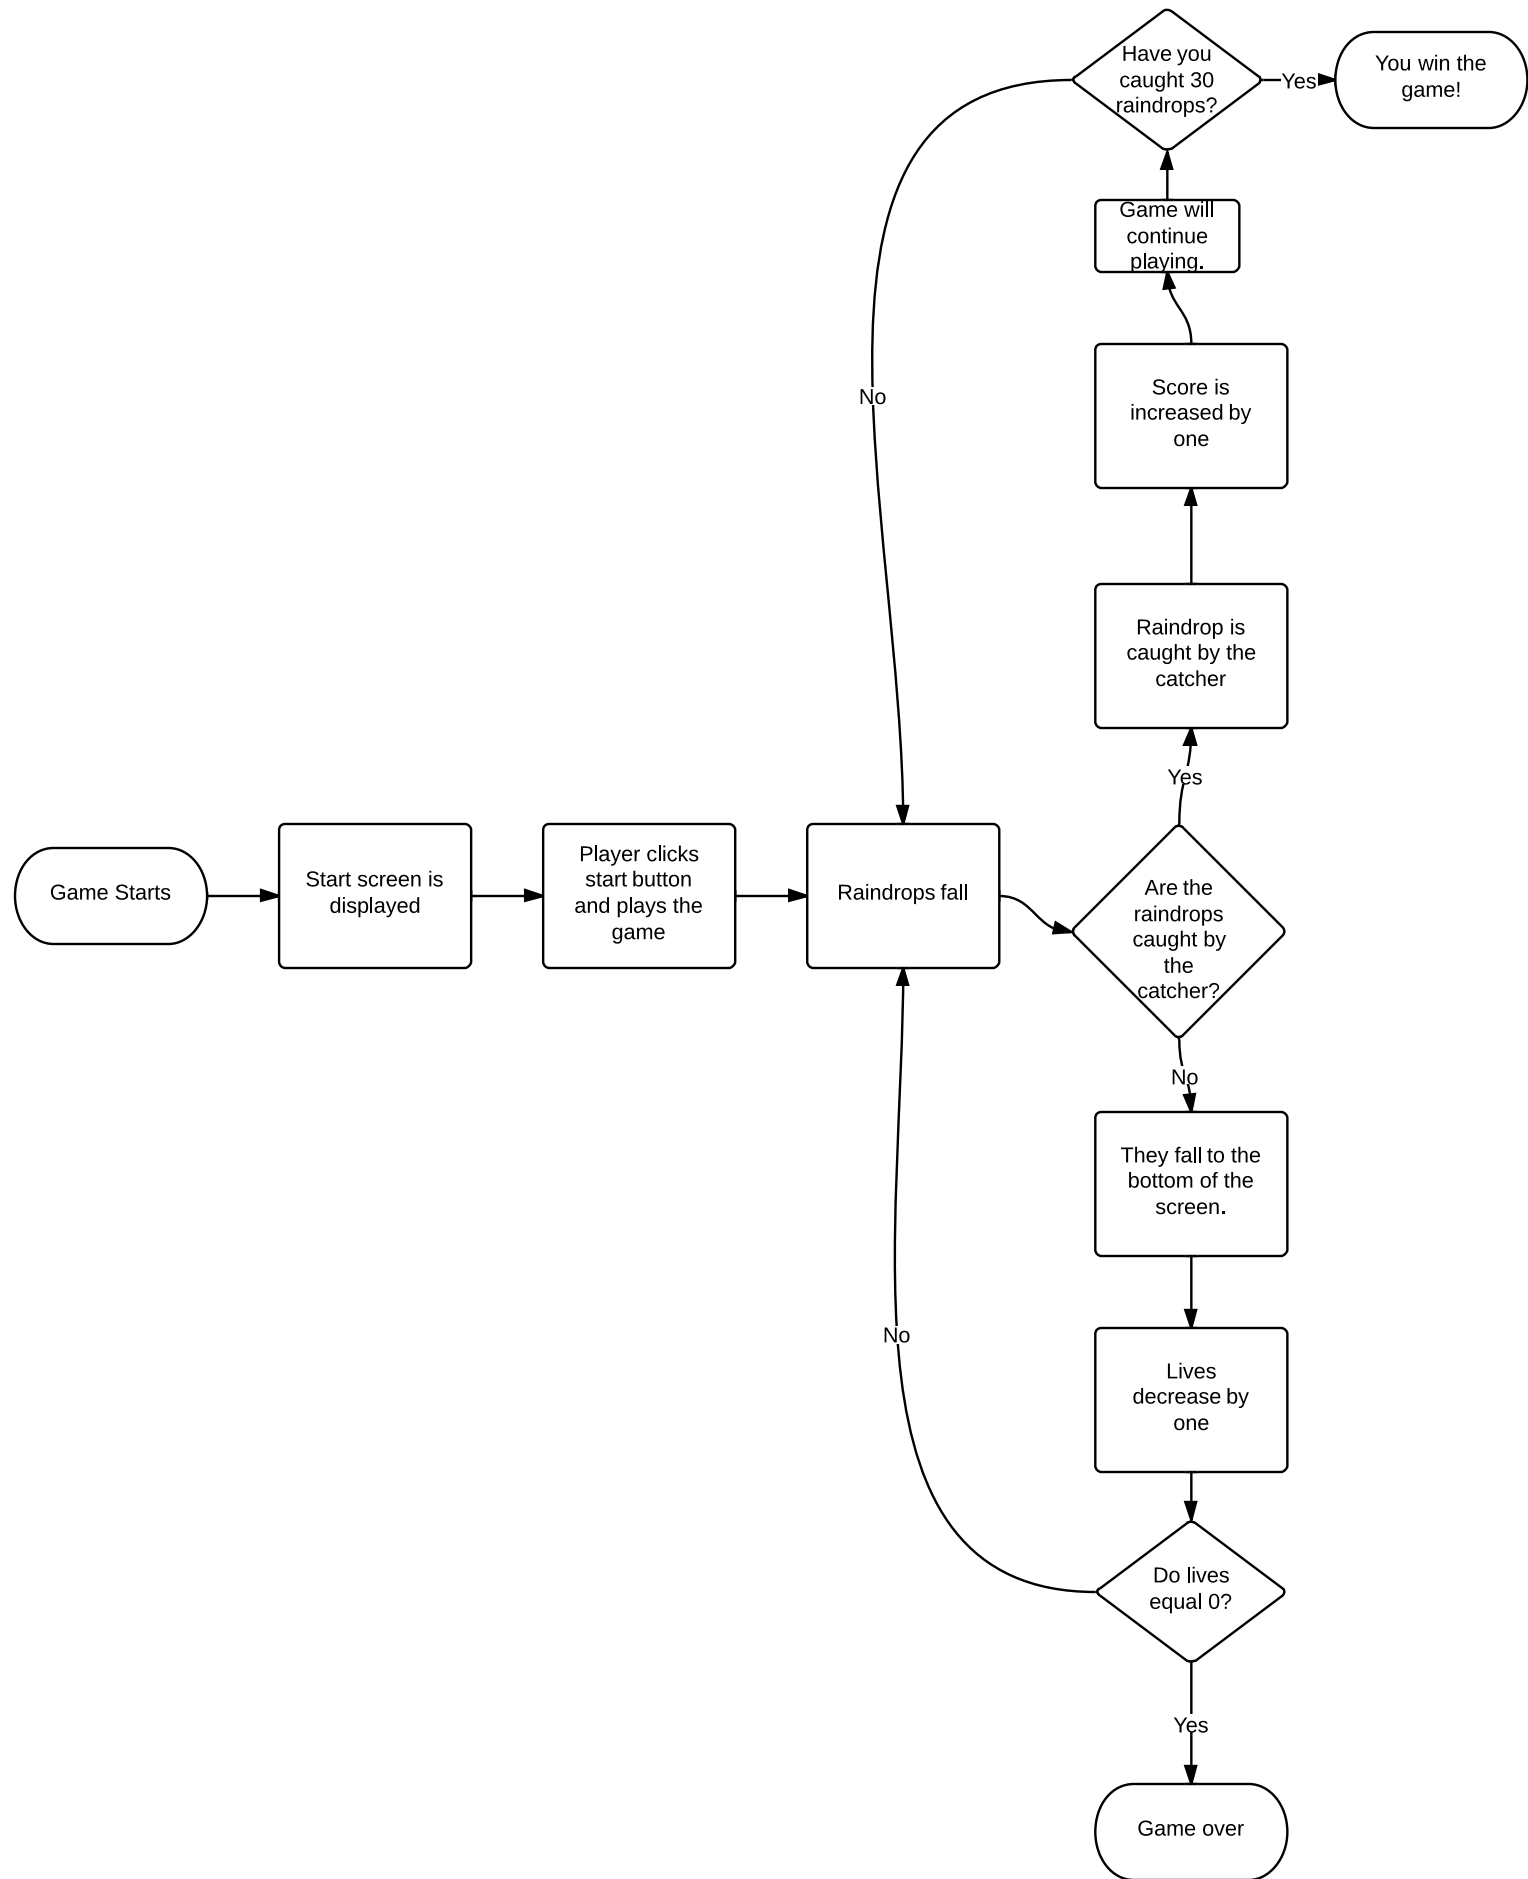 Have you
caught 30
raindrops?
Yes
You win the
game!
Game will
continue
playing.
No
Score is
increased by
one
Raindrop is
caught by the
catcher
Yes
Game Starts
Start screen is
displayed
Player clicks
start button
and plays the
game
Raindrops fall
Are the
raindrops
caught by
the
catcher?
No
They fall to the
bottom of the
screen.
No
Lives
decrease by
one
Do lives
equal 0?
Yes
Game over